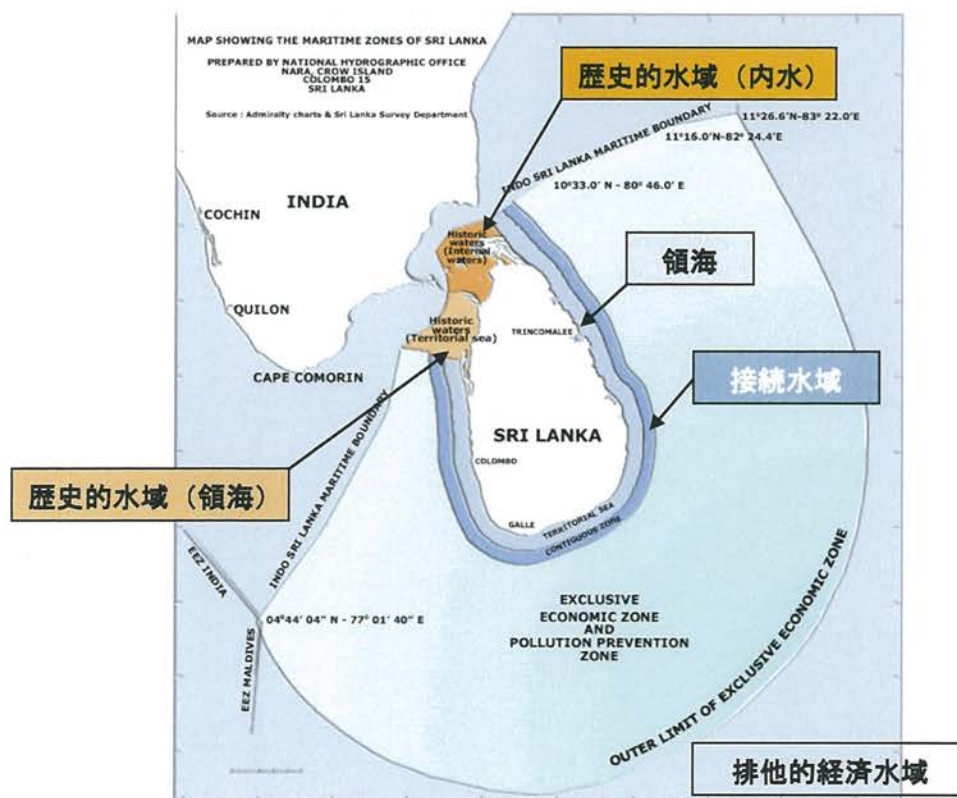 MAP SHOWING THE MARITIME ZONES OF SRI LANKA
PREPARED BY NATIONAL HYDROGRAPHIC OFFICE
NARA, CROW ISLAND
COLOMBO 15
SRI LANKA
Source : Admiralty charts & Sri Lanka Survey Department
歴史的水域（内水）
11°26.6'N-83° 22.0'E
11°16.0'N-82° 24.4'E
INDO SRI LANKA MARITIME BOUNDARY
10°33.0' N - 80° 46.0' E
INDIA
COCHIN
Historic
waters
(Internal
waters)
領海
QUILON
Historic
waters
(Territorial sea)
TRINCOMALEE
CAPE COMORIN
接続水域
SRI LANKA
COLOMBO
歴史的水域（領海）
INDO SRI LANKA MARITIME BOUNDARY
GALLE
TERRITORIAL SEA
CONTIGUOUS ZONE
EEZ INDIA
04°44' 04" N - 77° 01' 40" E
EEZ MALDIVES
EXCLUSIVE
ECONOMIC ZONE
AND
POLLUTION PREVENTION
ZONE
OUTER LIMIT OF EXCLUSIVE ECONOMIC ZONE
排他的経済水域